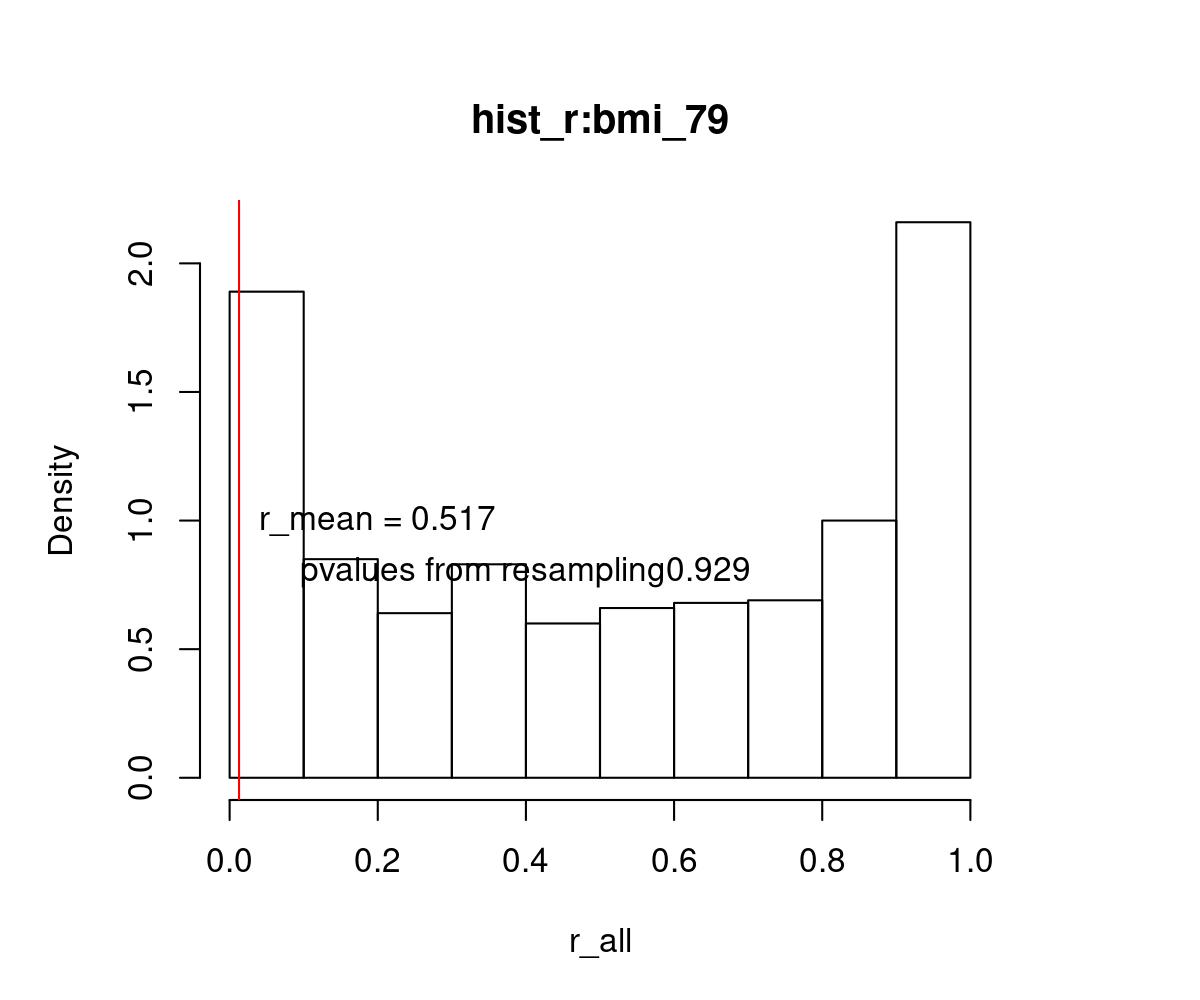 hist_r:bmi_79
2.0
1.5
1.0
0.5
0.0
Density
r_mean = 0.517
pvalues from resampling0.929
0.0 0.2 0.4 0.6 0.8 1.0
r_all